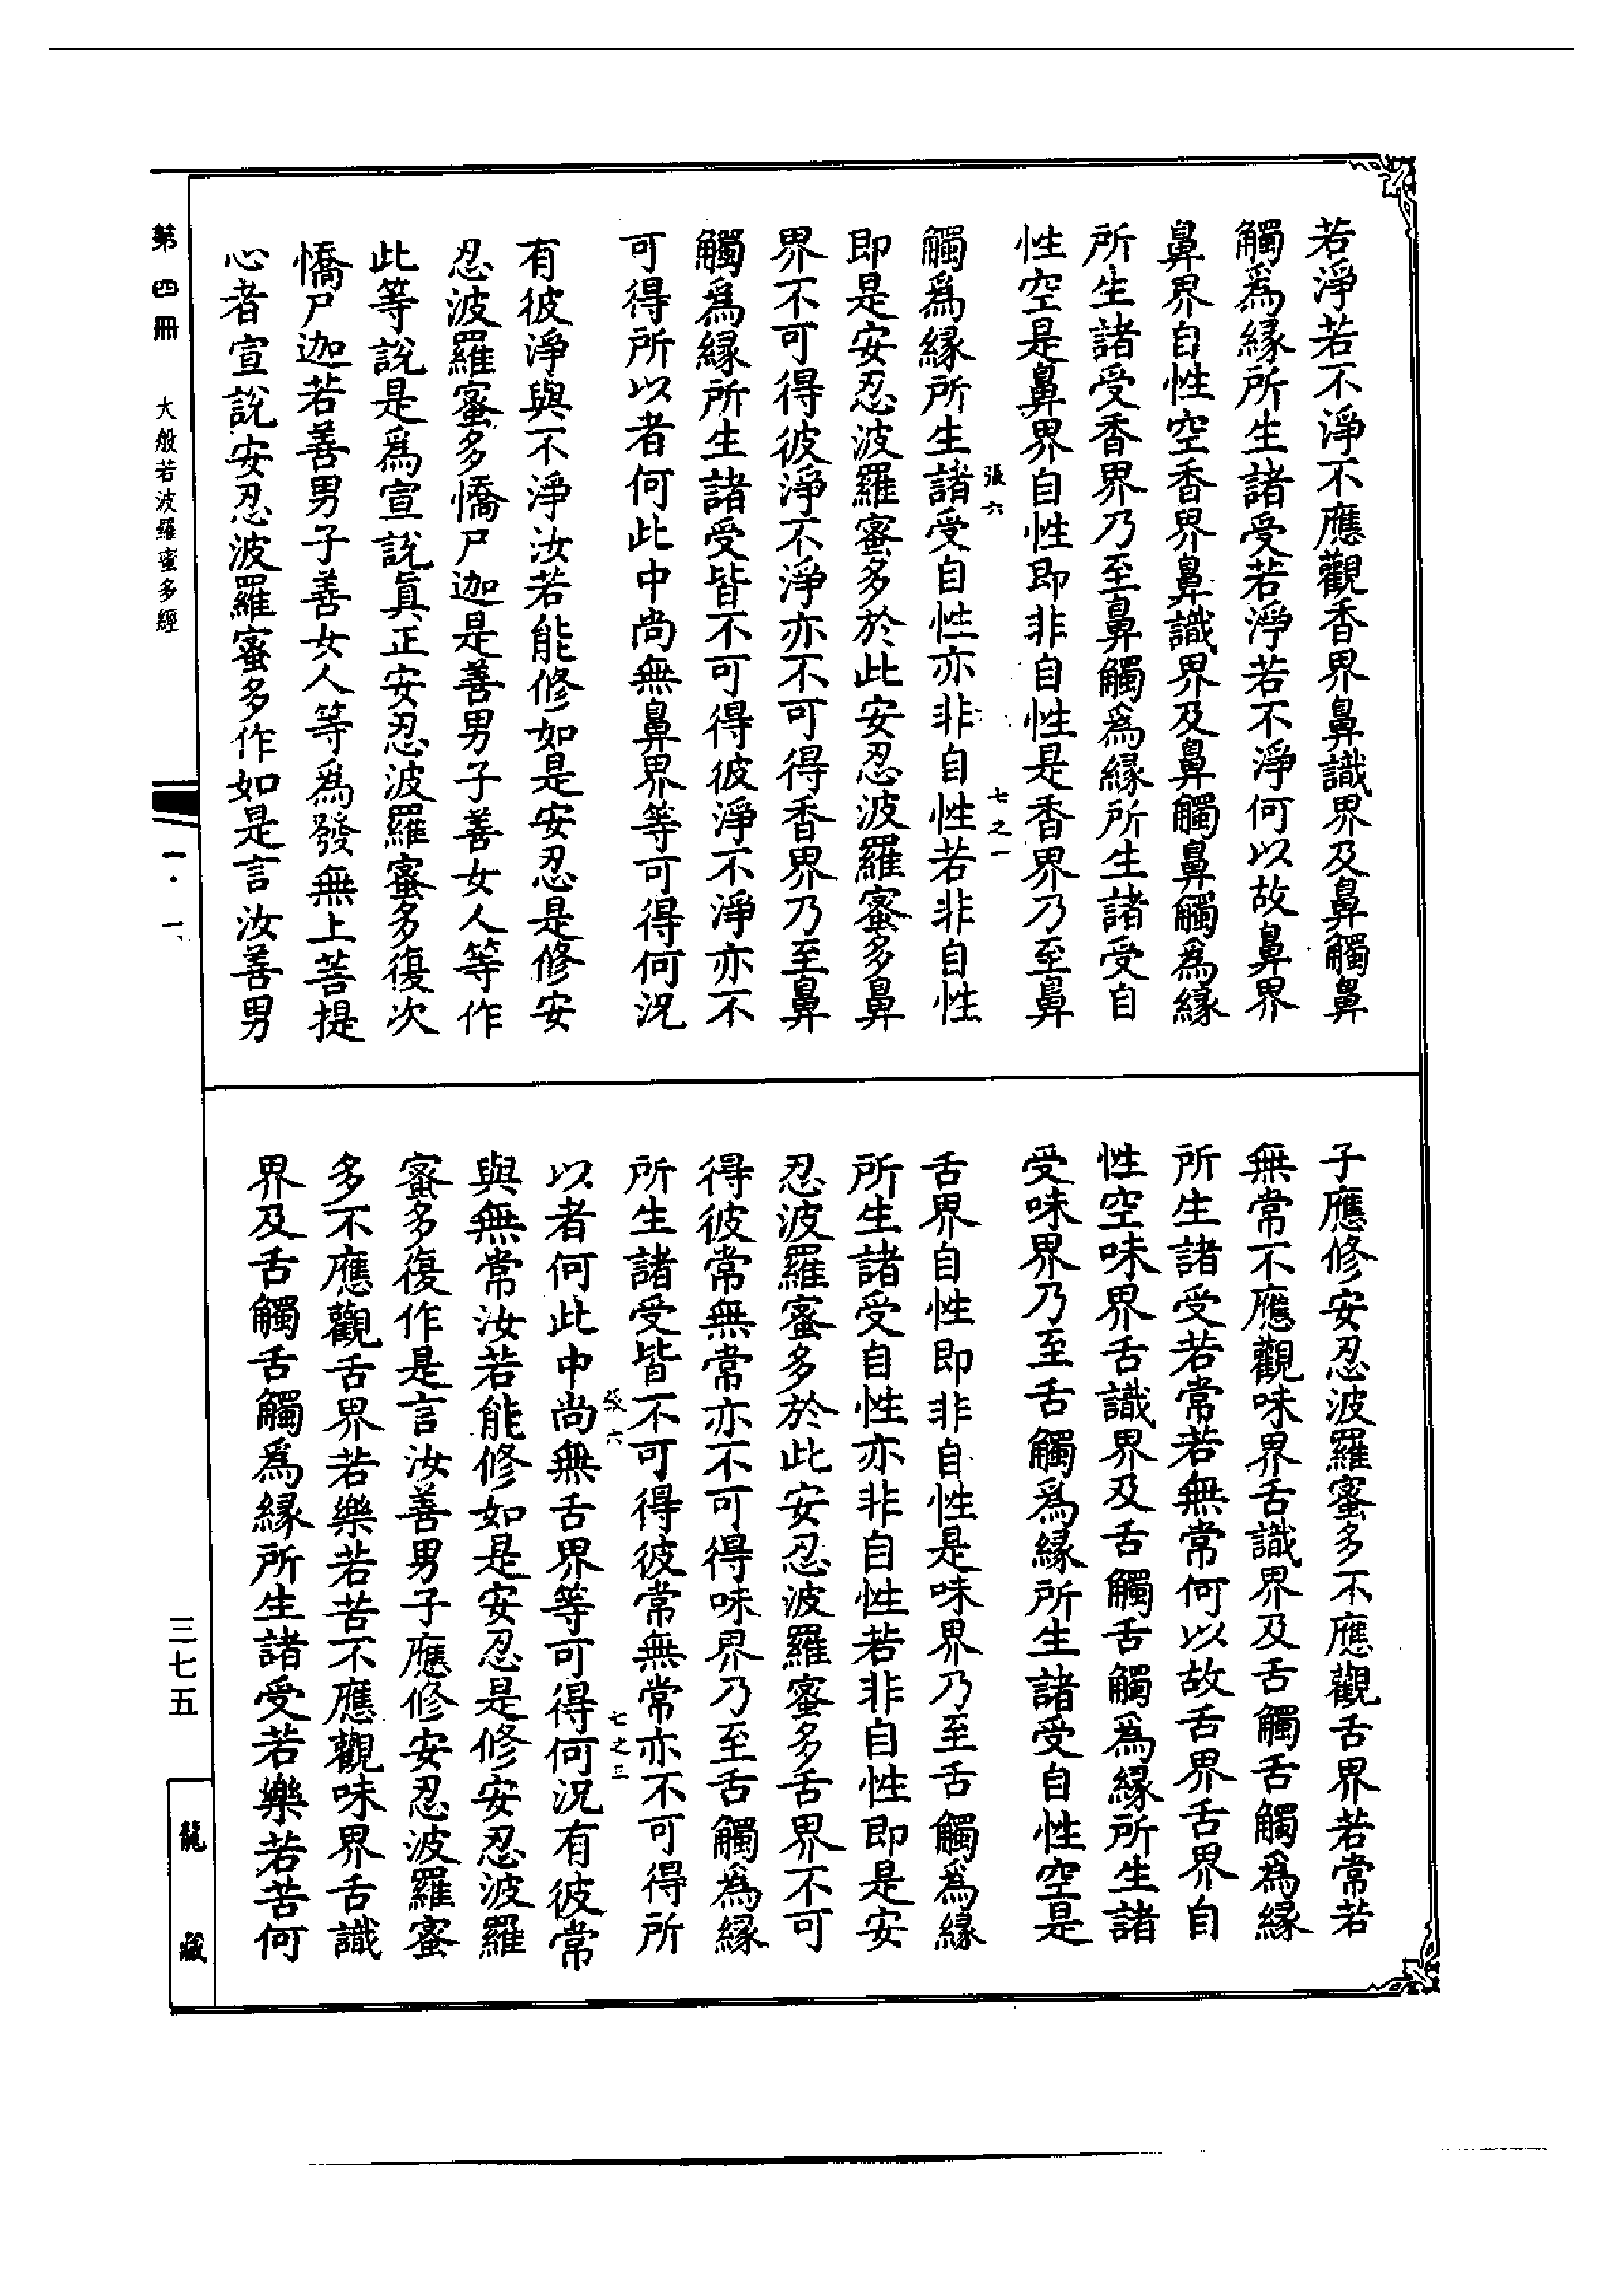 若淨若不淨不應觀香界鼻識界及鼻觸鼻
觸爲緣所生諸受若淨若不淨何以故鼻界
鼻界自性空香界鼻識界及鼻觸鼻觸爲緣
所生諸受香界乃至鼻觸爲緣所生諸受自
性空是鼻界自性即非自性是香界乃至鼻
張六 七之一
觸爲緣所生諸受自性亦非自性若非自性
即是安忍波羅蜜多於此安忍波羅蜜多鼻
界不可得彼淨不淨亦不可得香界乃至鼻
觸爲緣所生諸受皆不可得彼淨不淨亦不
可得所以者何此中尚無鼻界等可得何況
有彼淨與不淨汝若能修如是安忍是修安
忍波羅蜜多憍尸迦是善男子善女人等作
此等說是爲宣說眞正安忍波羅蜜多復次
憍尸迦若善男子善女人等爲發無上菩提
心者宣說安忍波羅蜜多作如是言汝善男
子應修安忍波羅蜜多不應觀舌界若常若
無常不應觀味界舌識界及舌觸舌觸爲緣
所生諸受若常若無常何以故舌界舌界自
性空味界舌識界及舌觸舌觸爲緣所生諸
受味界乃至舌觸爲緣所生諸受自性空是
舌界自性即非自性是味界乃至舌觸爲緣
所生諸受自性亦非自性若非自性即是安
忍波羅蜜多於此安忍波羅蜜多舌界不可
得彼常無常亦不可得味界乃至舌觸爲緣
所生諸受皆不可得彼常無常亦不可得所
張六 七之三
以者何此中尚無舌界等可得何況有彼常
與無常汝若能修如是安忍是修安忍波羅
蜜多復作是言汝善男子應修安忍波羅蜜
多不應觀舌界若樂若苦不應觀味界舌識
界及舌觸舌觸爲緣所生諸受若樂若苦何
第四冊 大般若波羅蜜多經
一·一
三七五
龍藏